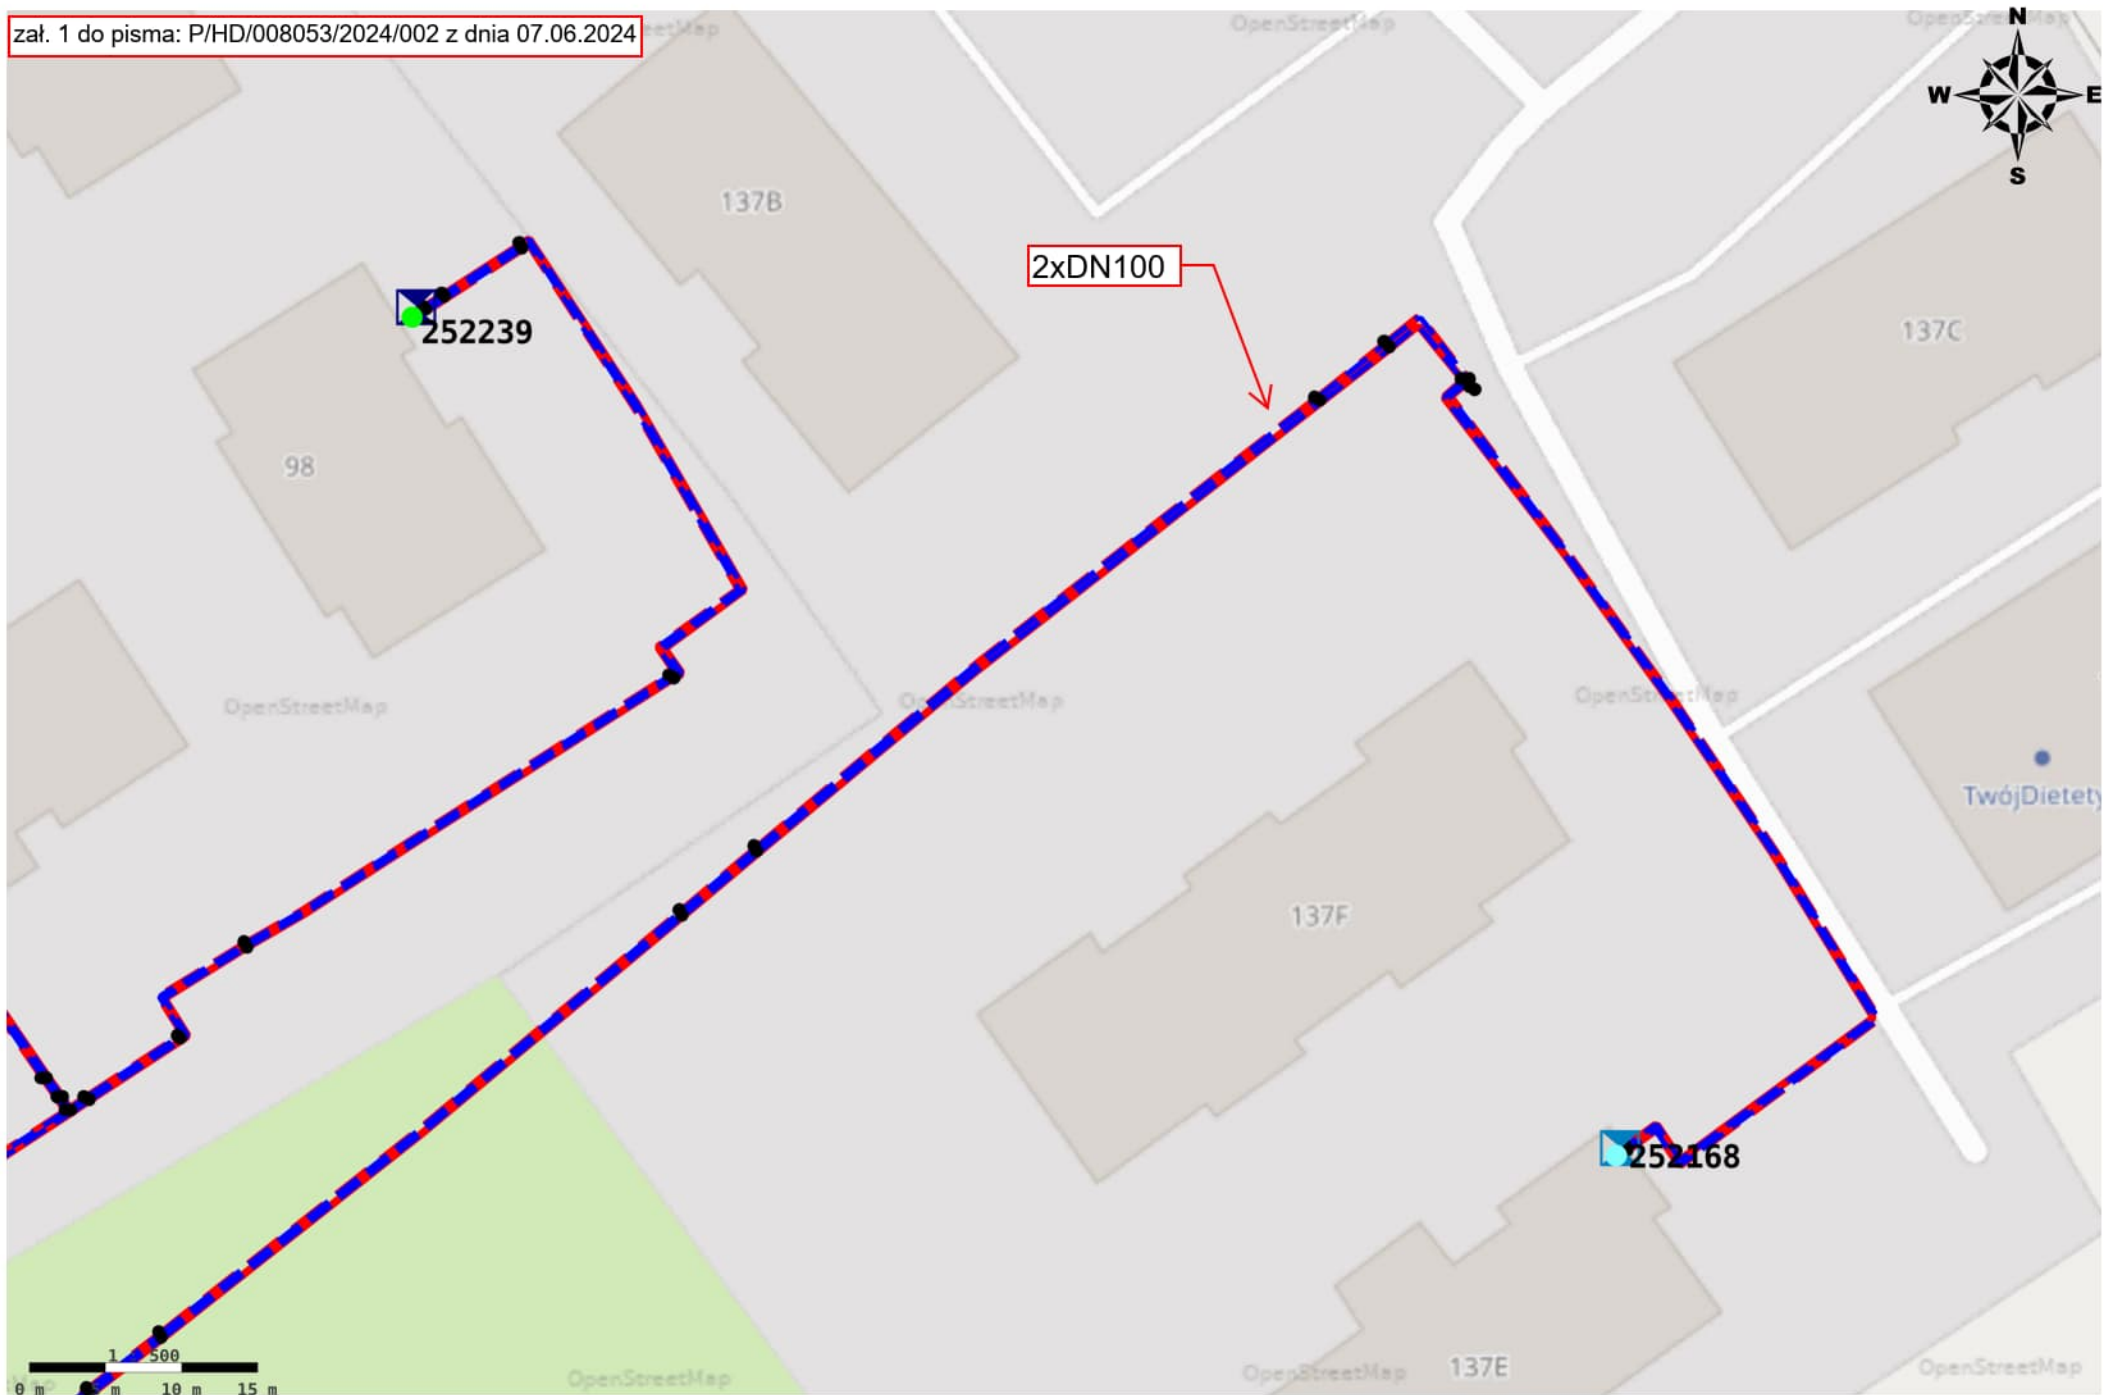 zał. 1 do pisma: P/HD/008053/2024/002 z dnia 07.06.2024
OpenStreetMap
OpenStreetMap
N
W
E
S
137B
2xDN100
252239
137C
98
OpenStreetMap
OpenStreetMap
OpenStreetMap
TwójDietety
137F
252168
1
500
0 m
m
10 m
15 m
OpenStreetMap
OpenStreetMap
137E
OpenStreetMap